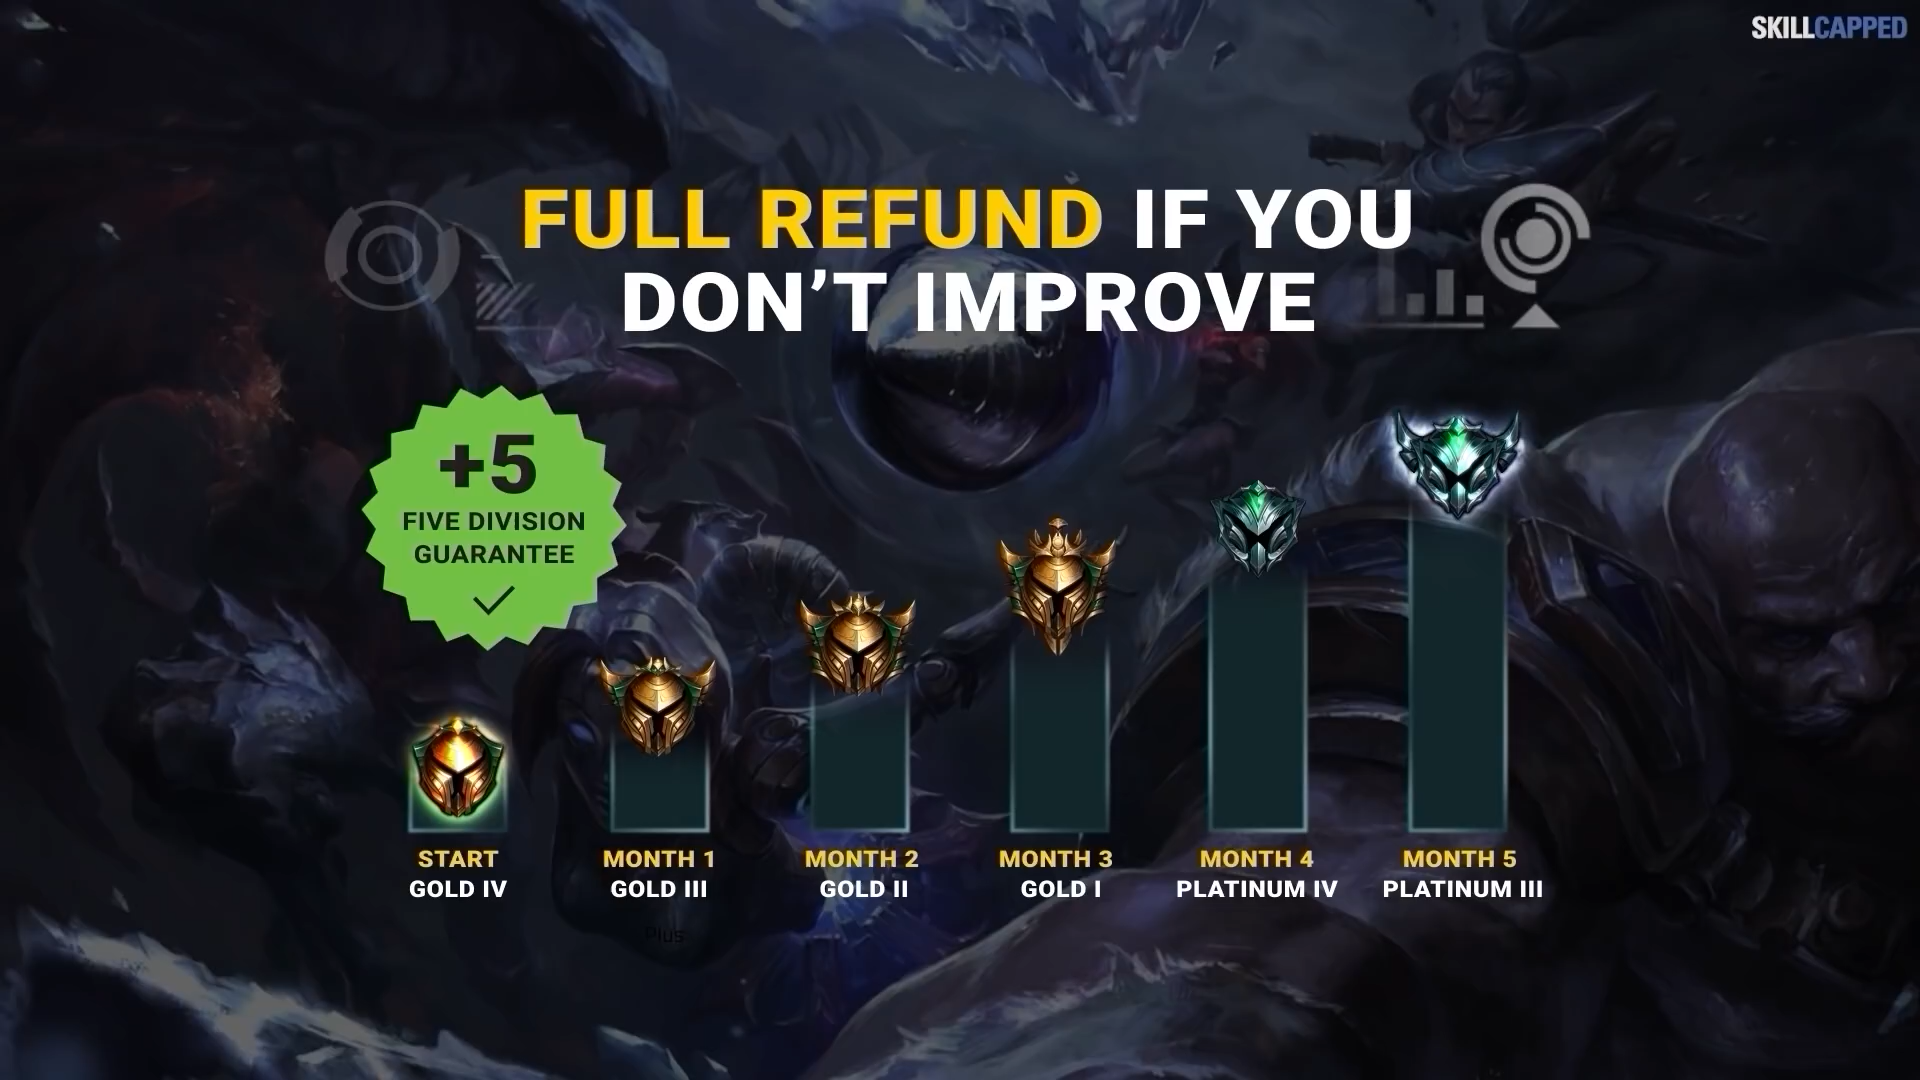 SKILLCAPPED
FULL REFUND IF YOU
DON’T IMPROVE
+5
FIVE DIVISION
GUARANTEE
START
GOLD IV
MONTH 1
GOLD III
MONTH 2
GOLD II
MONTH 3
GOLD I
MONTH 4
PLATINUM IV
MONTH 5
PLATINUM III
Plus